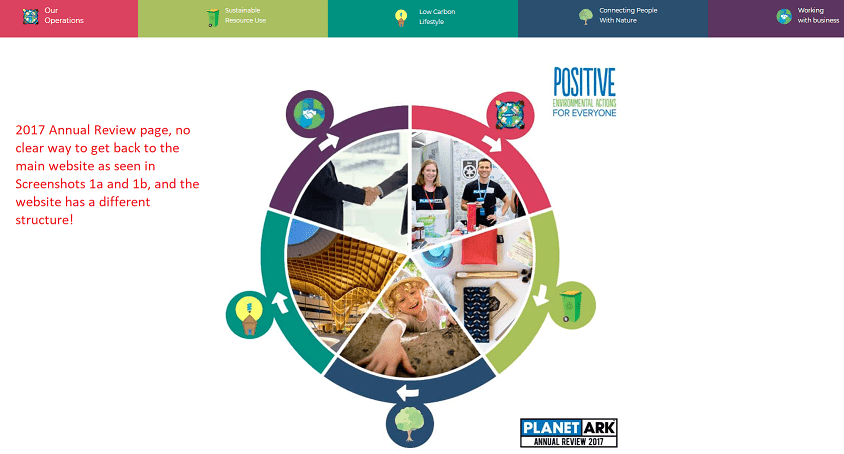 Our
Operations
Sustainable
Resource Use
Low Carbon
Lifestyle
Connecting People
With Nature
Working
with business
POSITIVE
ENVIRONMENTAL ACTIONS
FOR EVERYONE
2017 Annual Review page, no
clear way to get back to the
main website as seen in
Screenshots 1a and 1b, and the
website has a different
structure!
PLANET ARK
PLANET ARK
ANNUAL REVIEW 2017